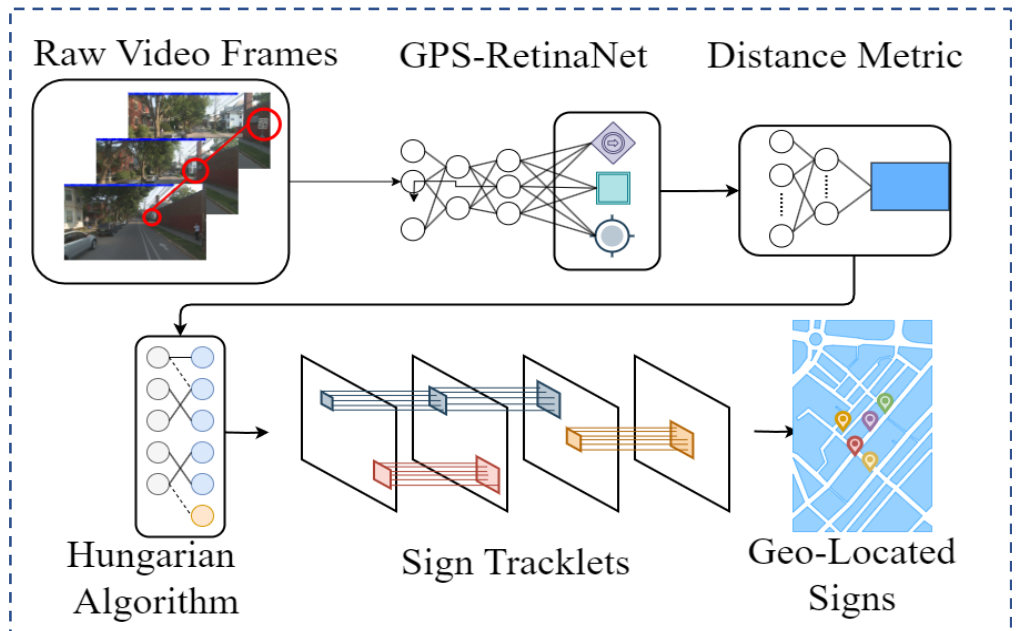 Raw Video Frames
GPS-RetinaNet
Distance Metric
Hungarian
Algorithm
Sign Tracklets
Geo-Located
Signs